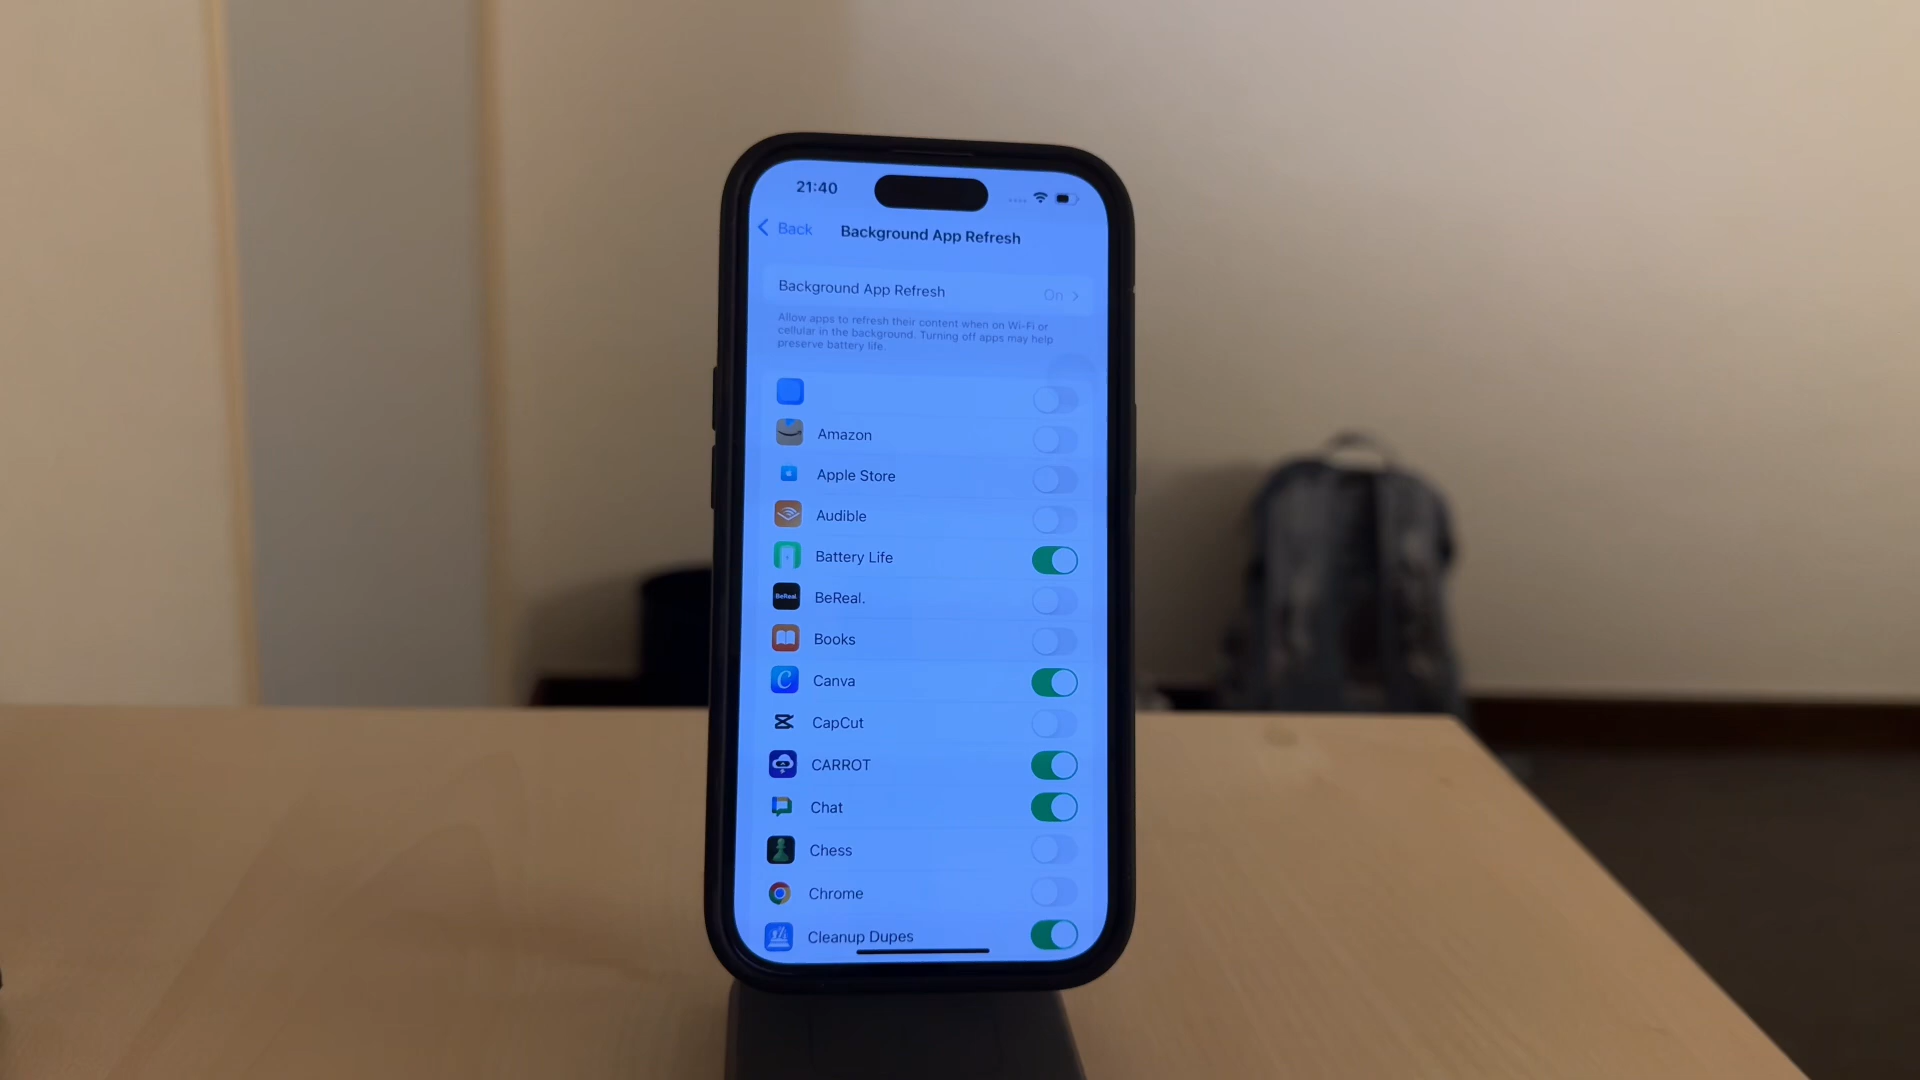 21:40
Back
Background App Refresh
Background App Refresh On
Allow apps to refresh their content when on Wi-Fi or
cellular in the background. Turning off apps may help
preserve battery life.
Amazon
Apple Store
Audible
Battery Life
BeReal.
BeReal.
Books
Canva
CapCut
CARROT
Chat
Chess
Chrome
Cleanup Dupes